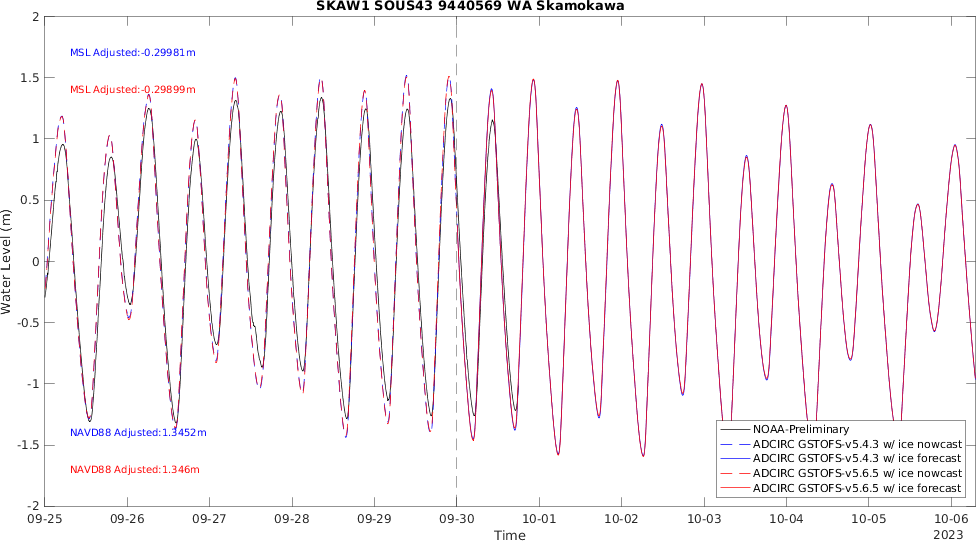 SKAW1 SOUS43 9440569 WA Skamokawa
2
1.5
1
0.5
0
-0.5
-1
-1.5
-2
Water Level (m)
MSL Adjusted:-0.29981m
MSL Adjusted:-0.29899m
NAVD88 Adjusted:1.3452m
NAVD88 Adjusted:1.346m
NOAA-Preliminary
ADCIRC GSTOFS-v5.4.3 w/ ice nowcast
ADCIRC GSTOFS-v5.4.3 w/ ice forecast
ADCIRC GSTOFS-v5.6.5 w/ ice nowcast
ADCIRC GSTOFS-v5.6.5 w/ ice forecast
09-25 09-26 09-27 09-28 09-29 09-30 10-01 10-02 10-03 10-04 10-05 10-06
Time
2023